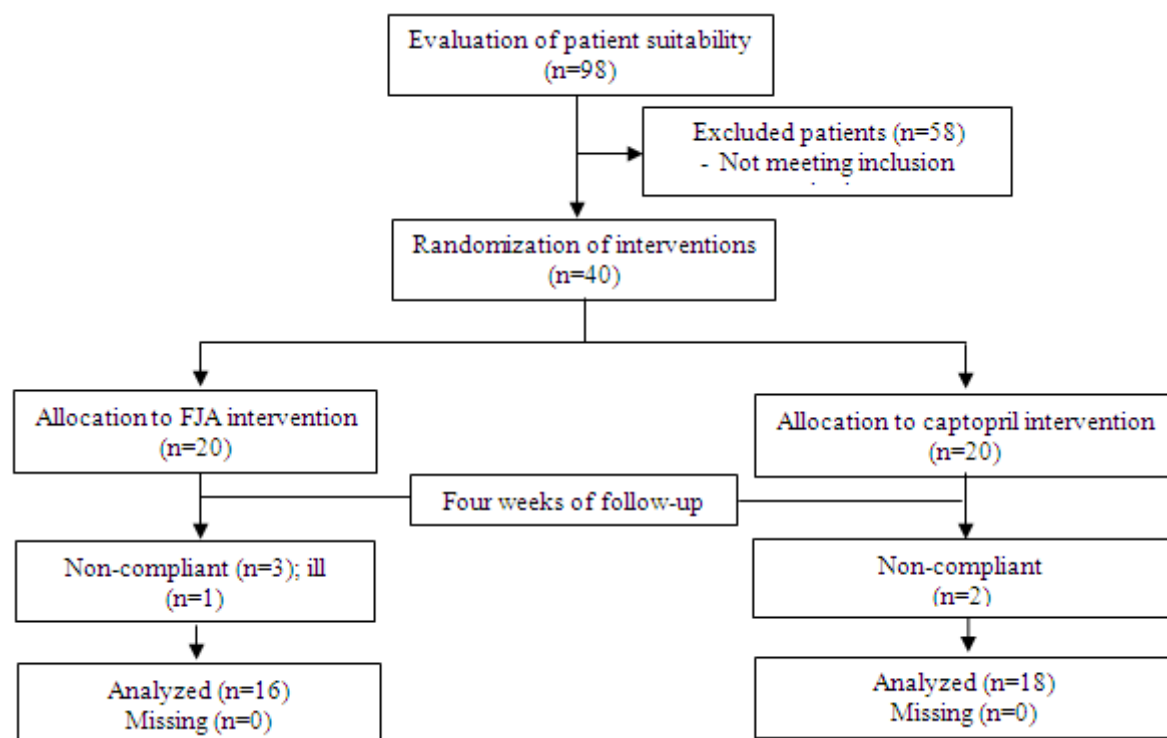 Evaluation of patient suitability
(n=98)
Excluded patients (n=58)
- Not meeting inclusion
Randomization of interventions
(n=40)
Allocation to FJA intervention
(n=20)
Allocation to captopril intervention
(n=20)
Four weeks of follow-up
Non-compliant (n=3); ill
(n=1)
Non-compliant
(n=2)
Analyzed (n=16)
Missing (n=0)
Analyzed (n=18)
Missing (n=0)